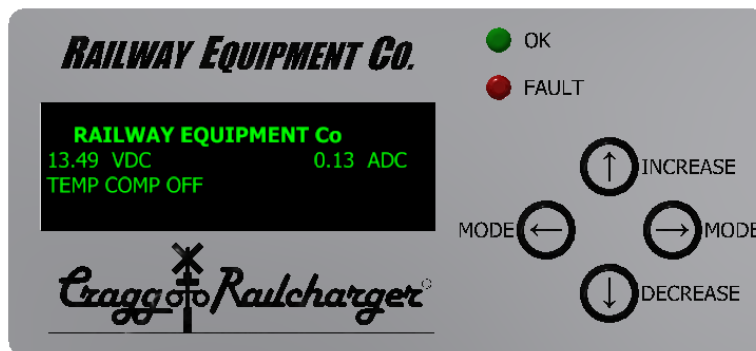 RAILWAY EQUIPMENT CO.
RAILWAY EQUIPMENT Co
13.49 VDC 0.13 ADC
TEMP COMP OFF
Cragg Railcharger
OK
FAULT
INCREASE
MODE MODE
DECREASE